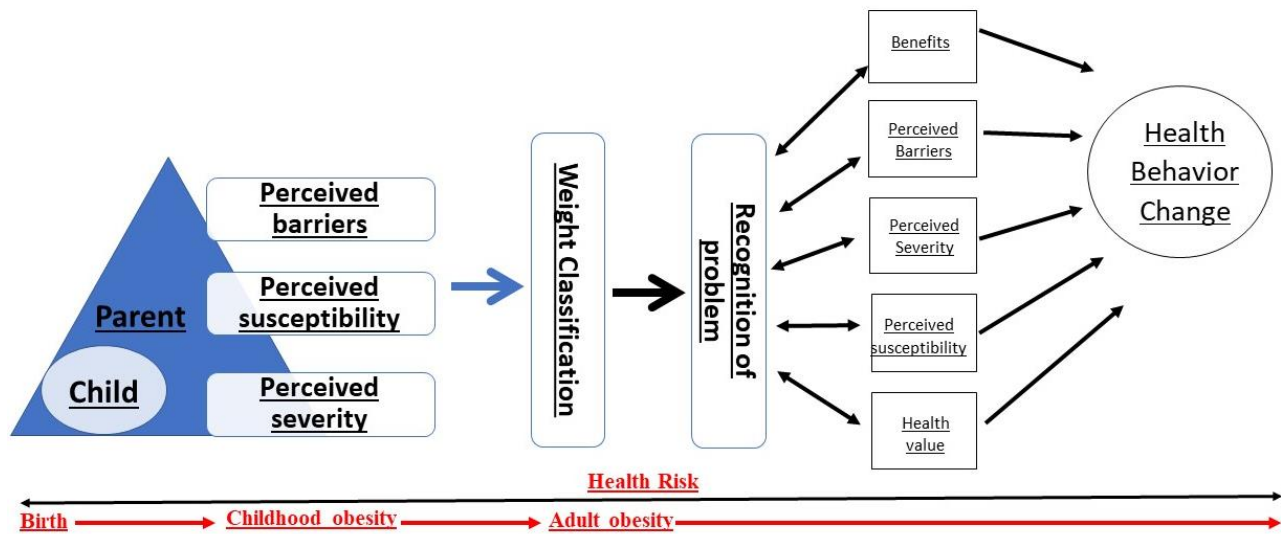 Parent
Child
Perceived
barriers
Perceived
susceptibility
Perceived
severity
Weight Classification
Recognition of
problem
Benefits
Perceived
Barriers
Perceived
Severity
Perceived
susceptibility
Health
value
Health
Behavior
Change
Health Risk
Birth
Childhood obesity
Adult obesity